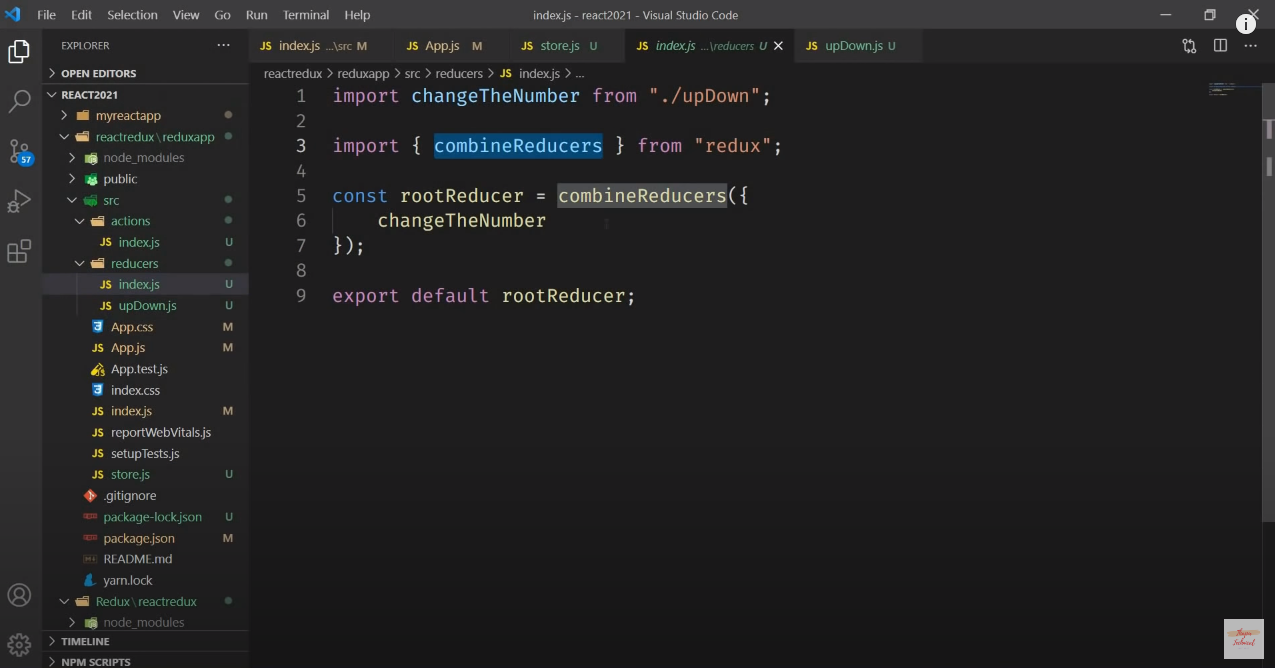 File Edit Selection View Go Run Terminal Help index.js - react2021 - Visual Studio Code
EXPLORER ... JS index.js ...\src M JS App.js M JS store.js U JS index.js ...\reducers U JS upDown.js U
OPEN EDITORS
reactredux > reduxapp > src > reducers > JS index.js > ...
REACT2021
myreactapp
reactredux\reduxapp
node_modules
public
src
actions
JS index.js U
reducers
JS index.js U
JS upDown.js U
App.css M
JS App.js M
App.test.js
index.css
JS index.js M
JS reportWebVitals.js
JS setupTests.js
JS store.js U
.gitignore
package-lock.json U
package.json M
README.md
yarn.lock
Redux\reactredux
node_modules
TIMELINE
NPM SCRIPTS
57
1 import changeTheNumber from "./upDown";
2
3 import { combineReducers } from "redux";
4
5 const rootReducer = combineReducers({
6 changeTheNumber
7 });
8
9 export default rootReducer;